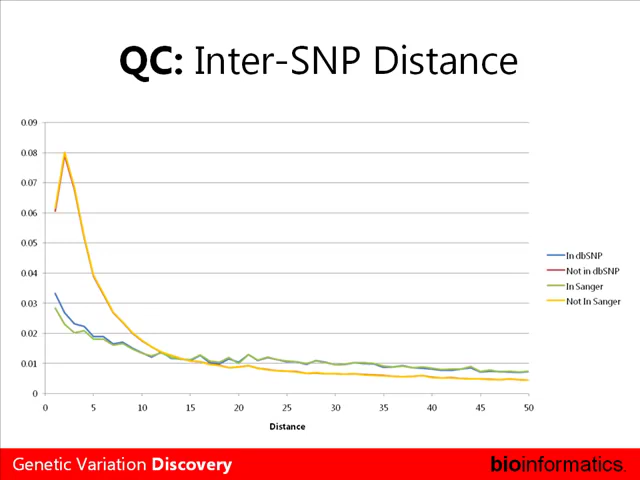 QC: Inter-SNP Distance
0.09
0.08
0.07
0.06
0.05
0.04
0.03
0.02
0.01
0
0 5 10 15 20 25 30 35 40 45 50
Distance
In dbSNP
Not in dbSNP
In Sanger
Not In Sanger
Genetic Variation Discovery
bioinformatics.